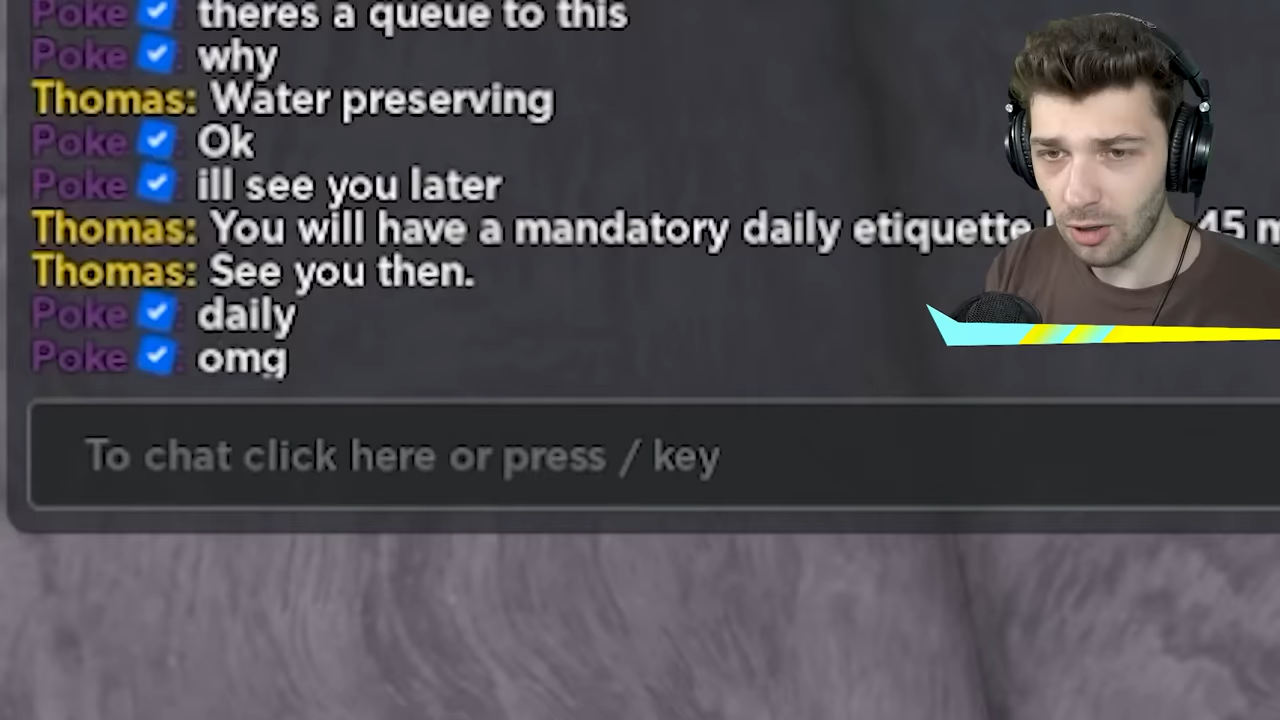 Poke : theres a queue to this
Poke : why
Thomas: Water preserving
Poke : Ok
Poke : ill see you later
Thomas: You will have a mandatory daily etiquette 45
Thomas: See you then.
Poke : daily
Poke : omg
To chat click here or press / key